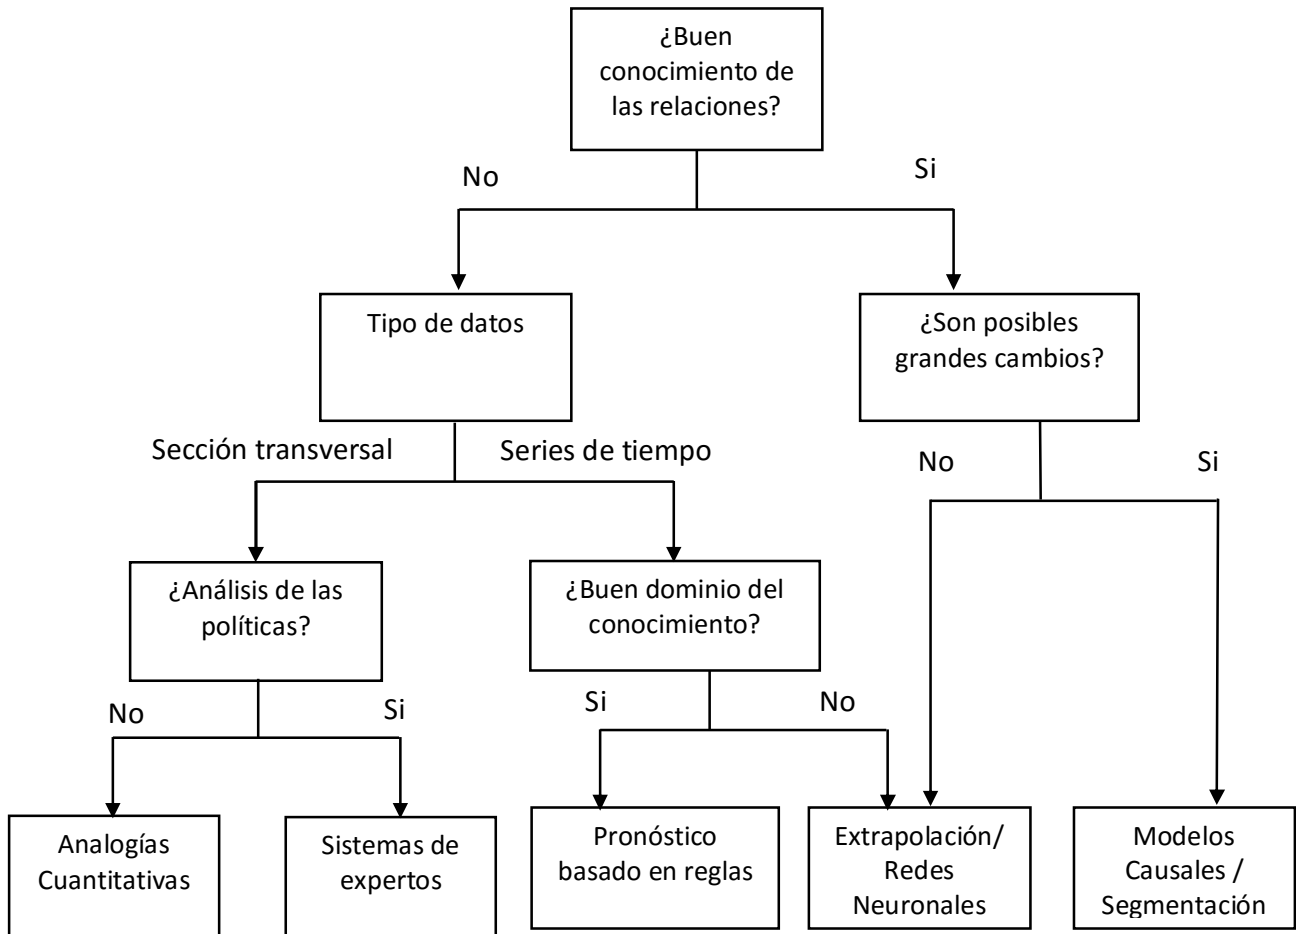 ¿Buen
conocimiento de
las relaciones?
No
Si
Tipo de datos
¿Son posibles
grandes cambios?
Sección transversal
Series de tiempo
No
Si
¿Análisis de las
políticas?
¿Buen dominio del
conocimiento?
No
Si
Si
No
Analogías
Cuantitativas
Sistemas de
expertos
Pronóstico
basado en reglas
Extrapolación/
Redes
Neuronales
Modelos
Causales /
Segmentación